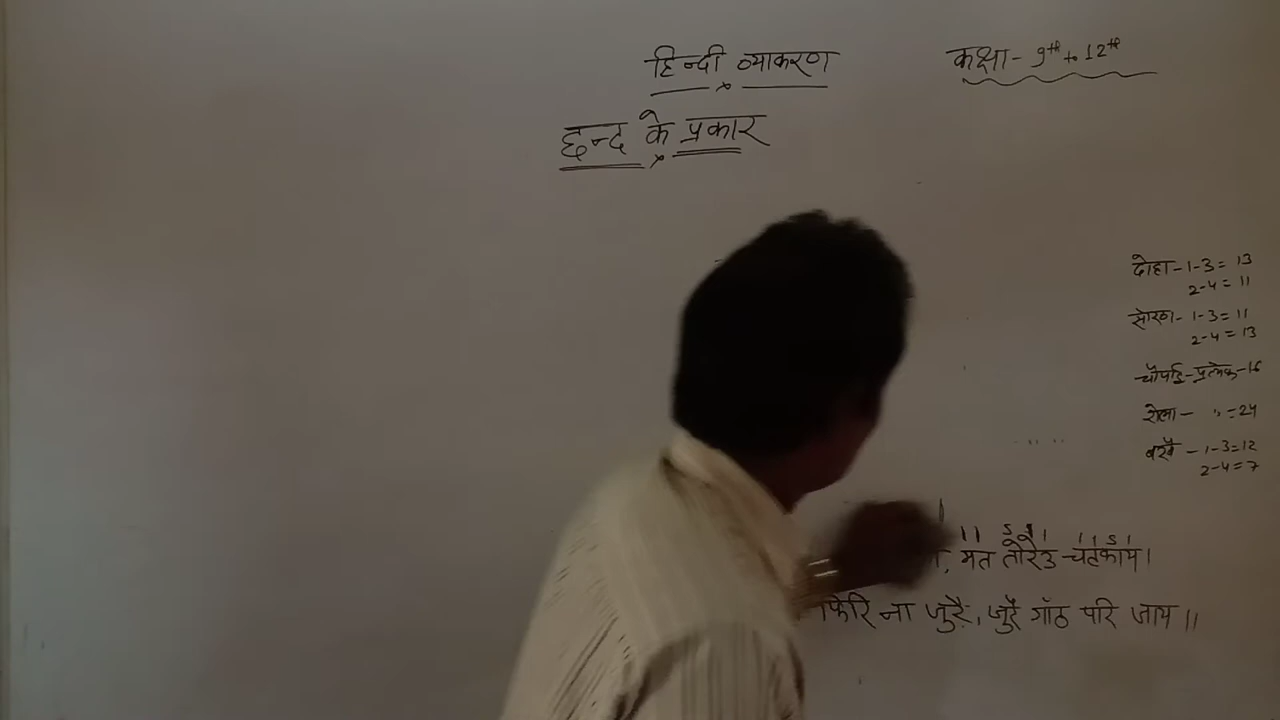 हिन्दी व्याकरण
कक्षा- 9th to 12th
छन्द के प्रकार
दोहा - 1-3 = 13
2-4 = 11
सोरठा - 1-3 = 11
2-4 = 13
चौपाई - प्रत्येक - 16
रोला - " = 24
बरवै - 1-3 = 12
2-4 = 7
। । ऽ । । । । ऽ ।
, मत तोरेउ चटकाय।
फिरि ना जुरै, जुरै गाँठ परि जाय ॥